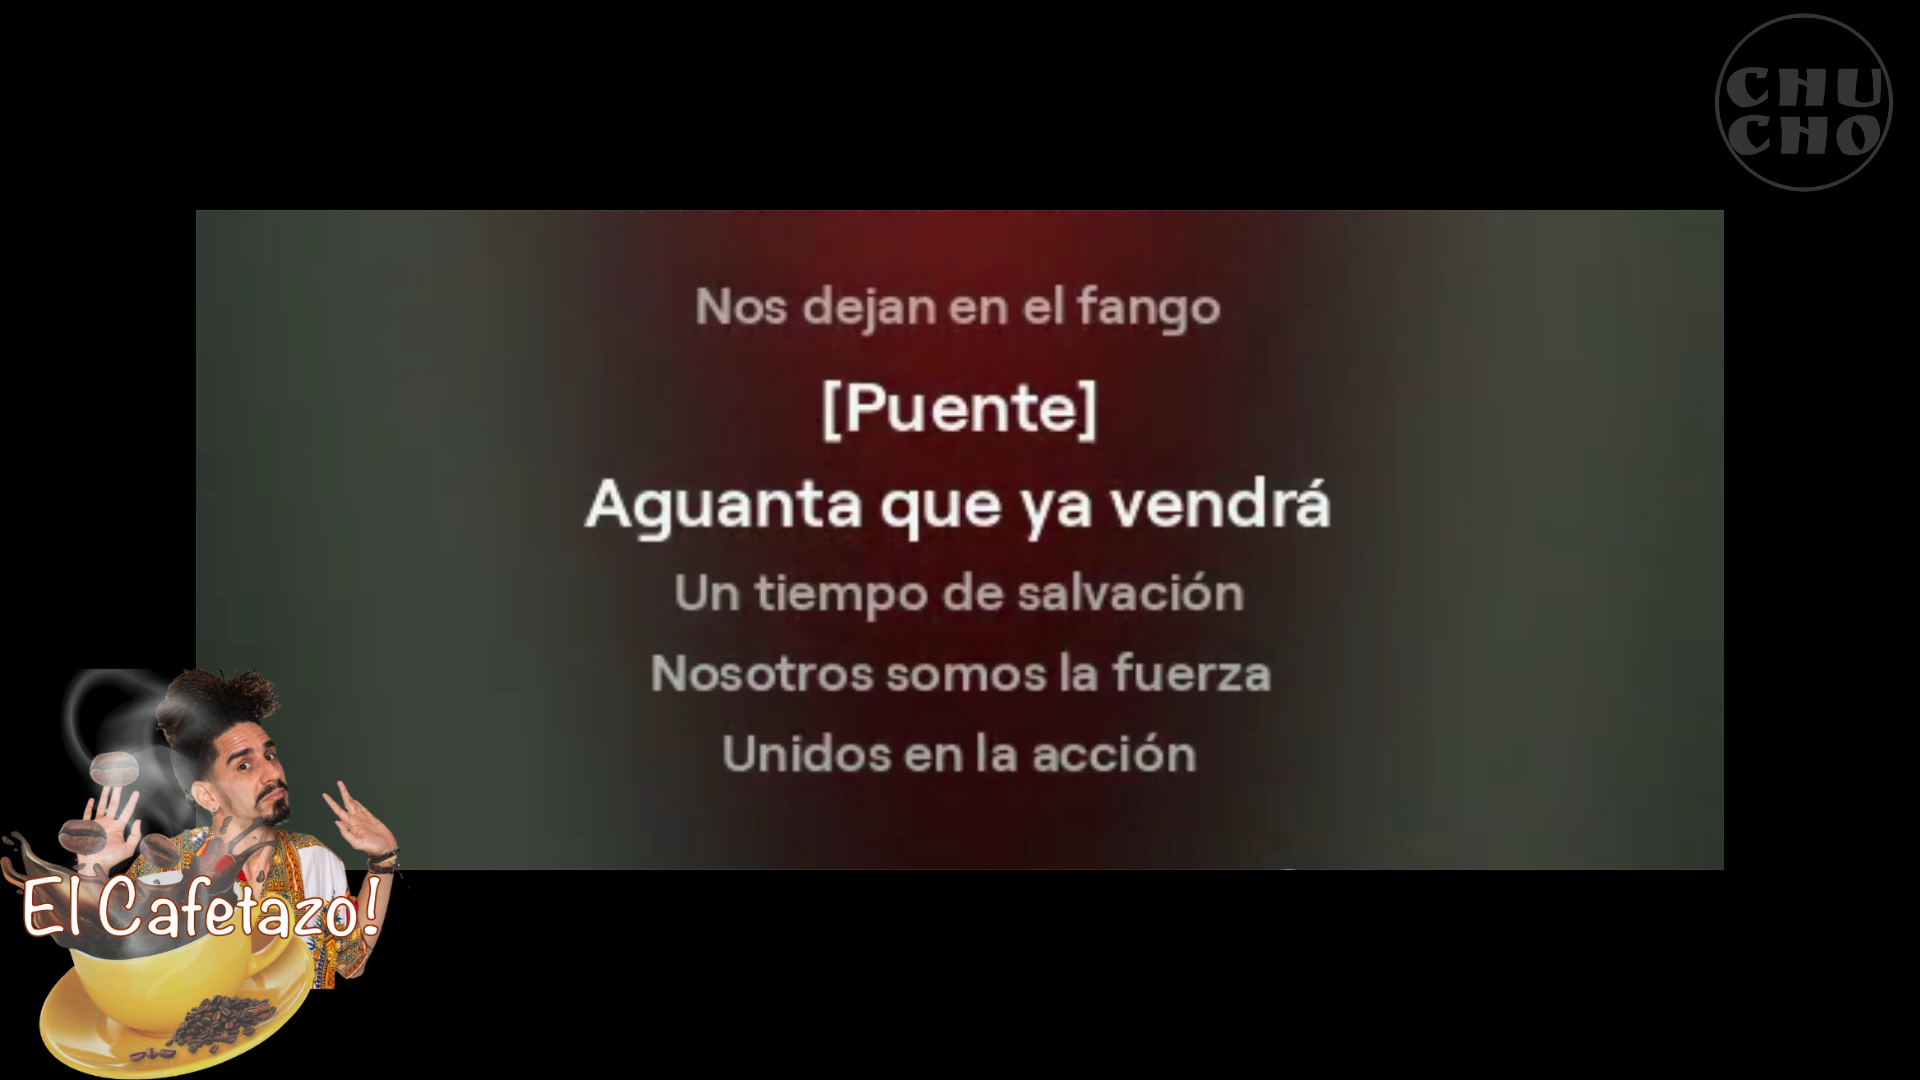 CHU
CHO
Nos dejan en el fango
[Puente]
Aguanta que ya vendrá
Un tiempo de salvación
Nosotros somos la fuerza
Unidos en la acción
El Cafetazo!